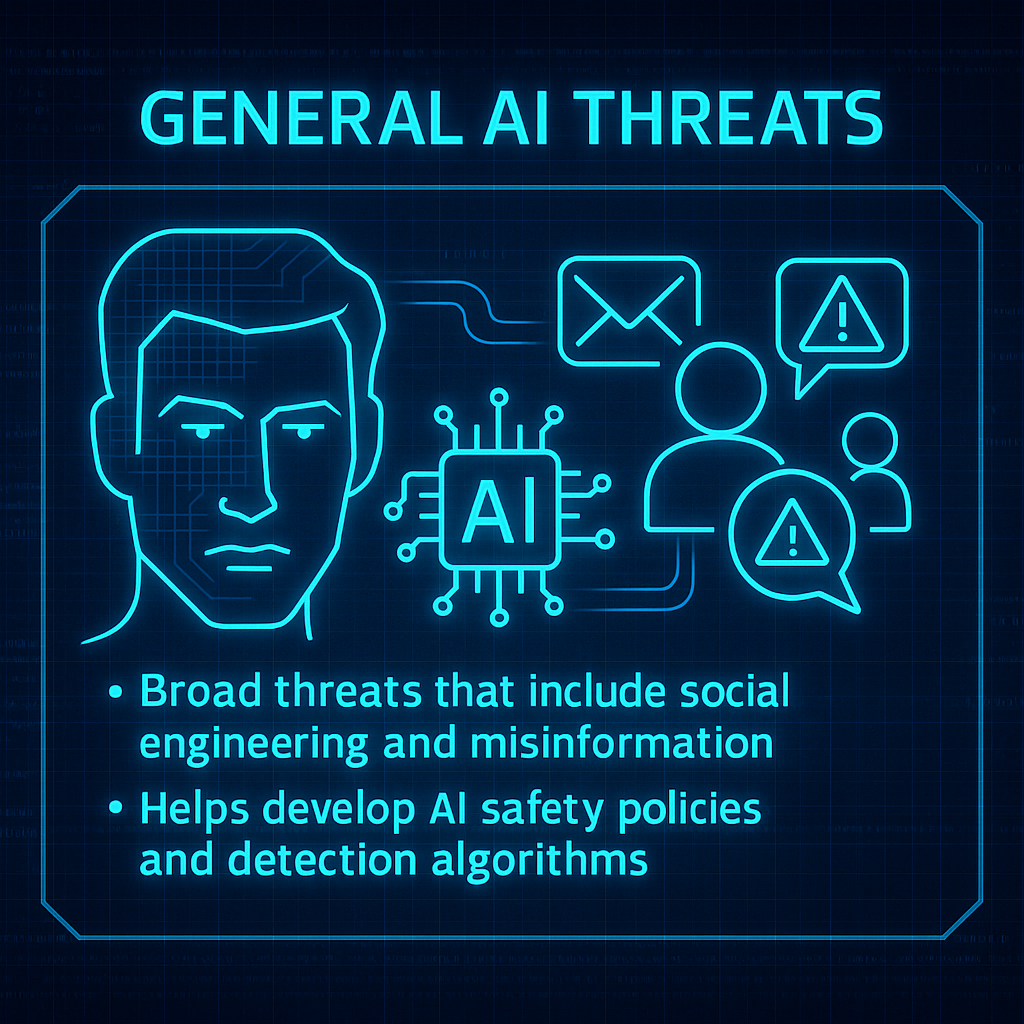 GENERAL AI THREATS
AI
• Broad threats that include social
engineering and misinformation
• Helps develop AI safety policies
and detection algorithms